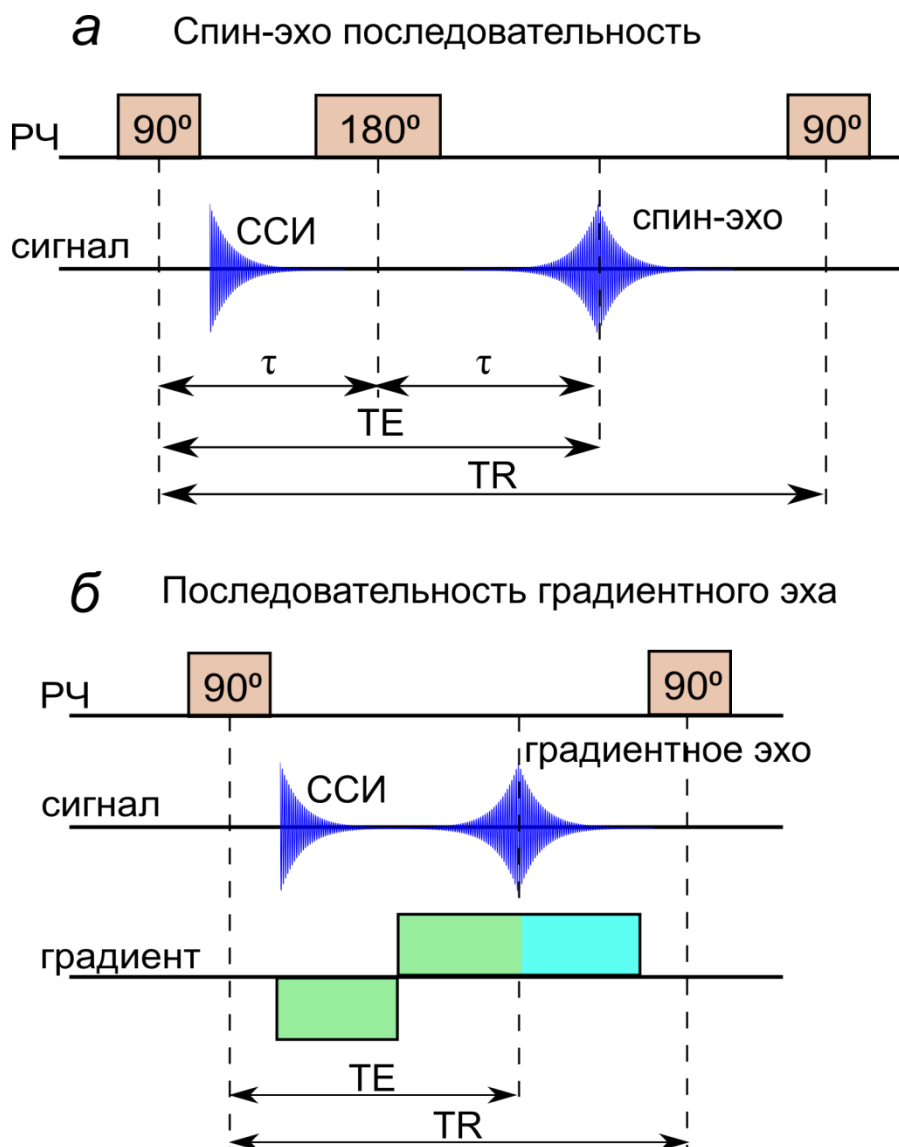 а Спин-эхо последовательность
РЧ 90º 180º 90º
сигнал ССИ спин-эхо
τ τ
TE
TR
б Последовательность градиентного эха
РЧ 90º 90º
градиентное эхо
сигнал ССИ
градиент
TE
TR